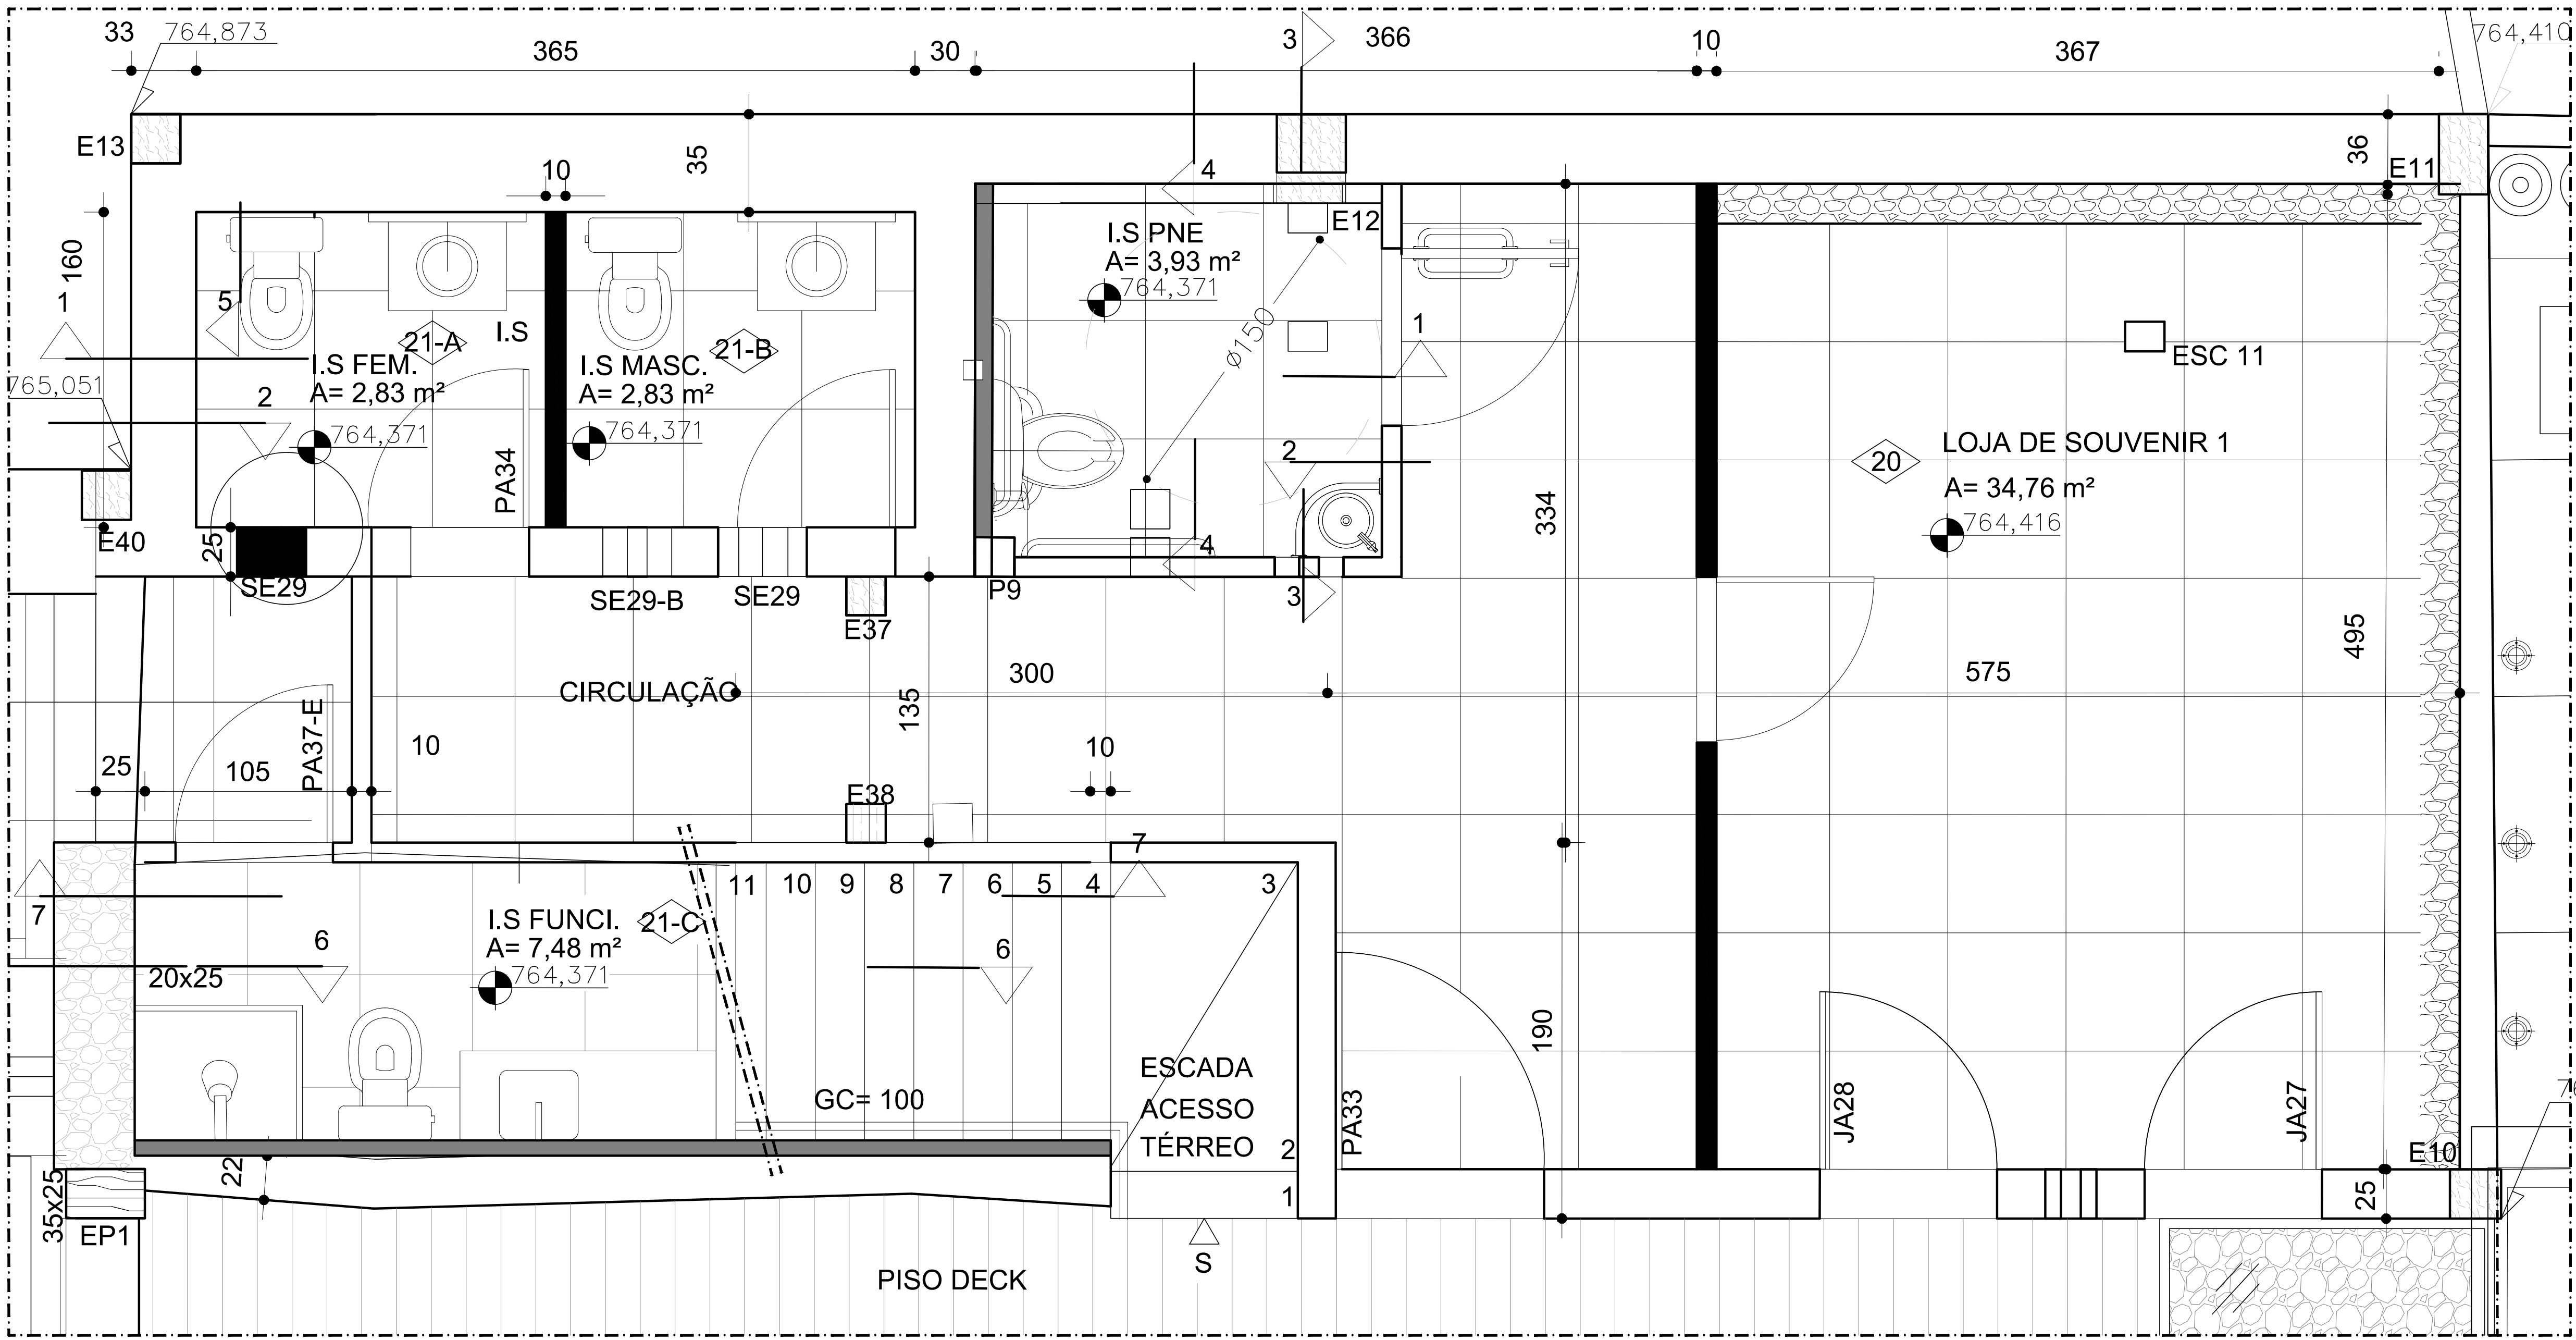 33
764,873
365
30
3
366
10
367
764,410
E13
10
35
4
36
E11
160
1
5
21-A
I.S
21-B
I.S PNE
A= 3,93 m²
764,371
E12
ø150
1
ESC 11
I.S FEM.
A= 2,83 m²
764,371
I.S MASC.
A= 2,83 m²
764,371
765,051
2
PA34
2
20
LOJA DE SOUVENIR 1
A= 34,76 m²
764,416
334
E40
25
4
SE29
SE29-B
SE29
P9
3
E37
495
CIRCULAÇÃO
300
135
575
PA37-E
10
10
25
105
E38
7
11
10
9
8
7
6
5
4
3
7
I.S FUNCI.
A= 7,48 m²
764,371
21-C
6
6
20x25
190
GC= 100
ESCADA
ACESSO
TÉRREO
2
1
PA33
JA28
JA27
E10
22
35x25
EP1
25
S
PISO DECK